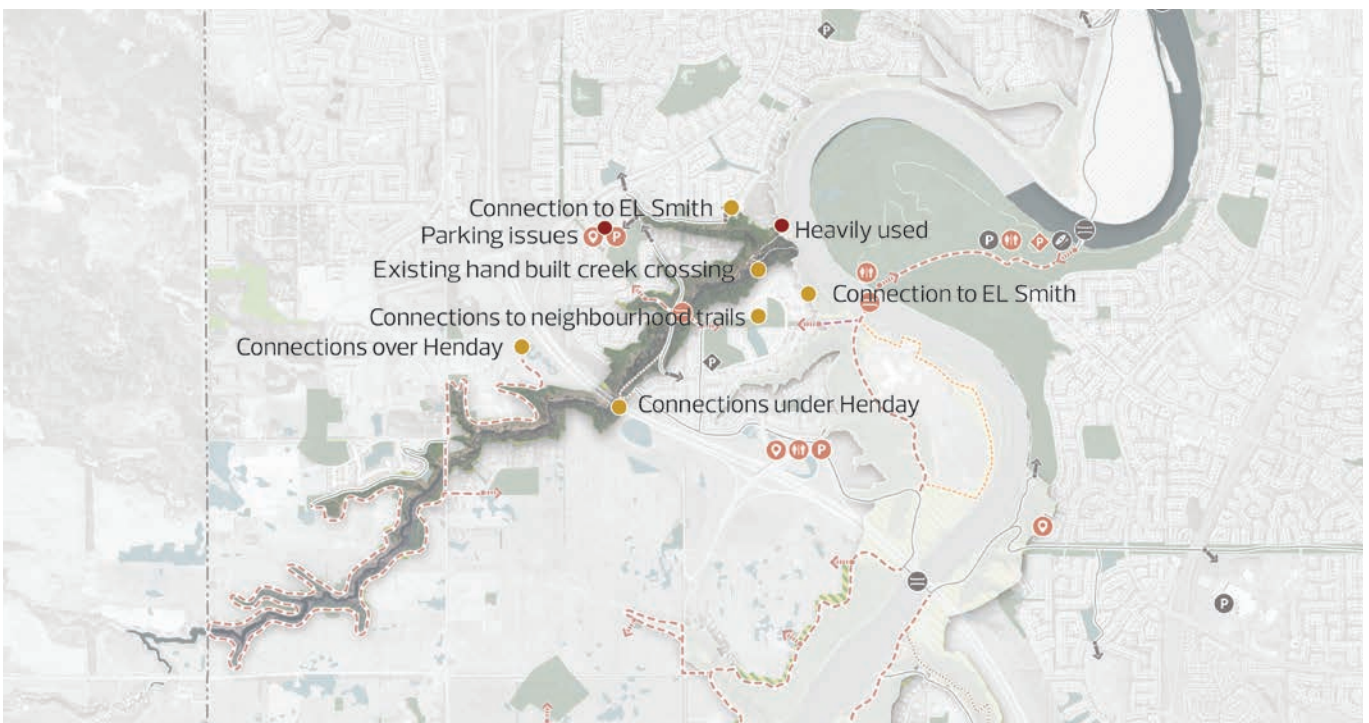 P
Connection to EL Smith
Parking issues
P
Heavily used
P
P
Existing hand built creek crossing
Connection to EL Smith
Connections to neighbourhood trails
Connections over Henday
P
Connections under Henday
P
P